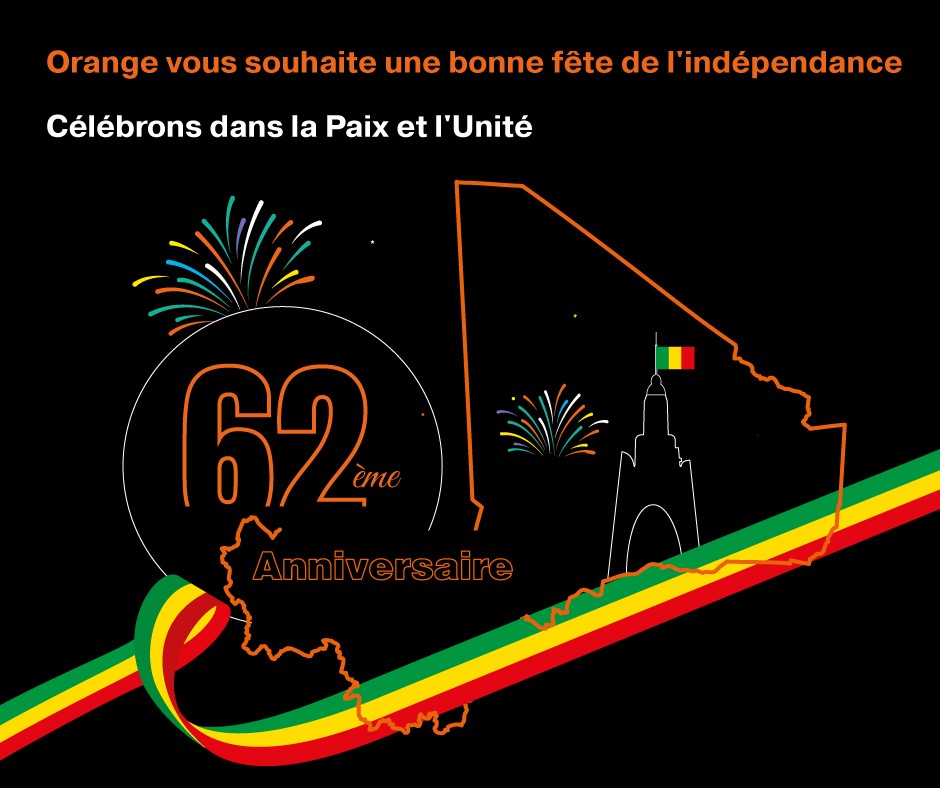 Orange vous souhaite une bonne fête de l'indépendance
Célébrons dans la Paix et l'Unité
62ème
Anniversaire